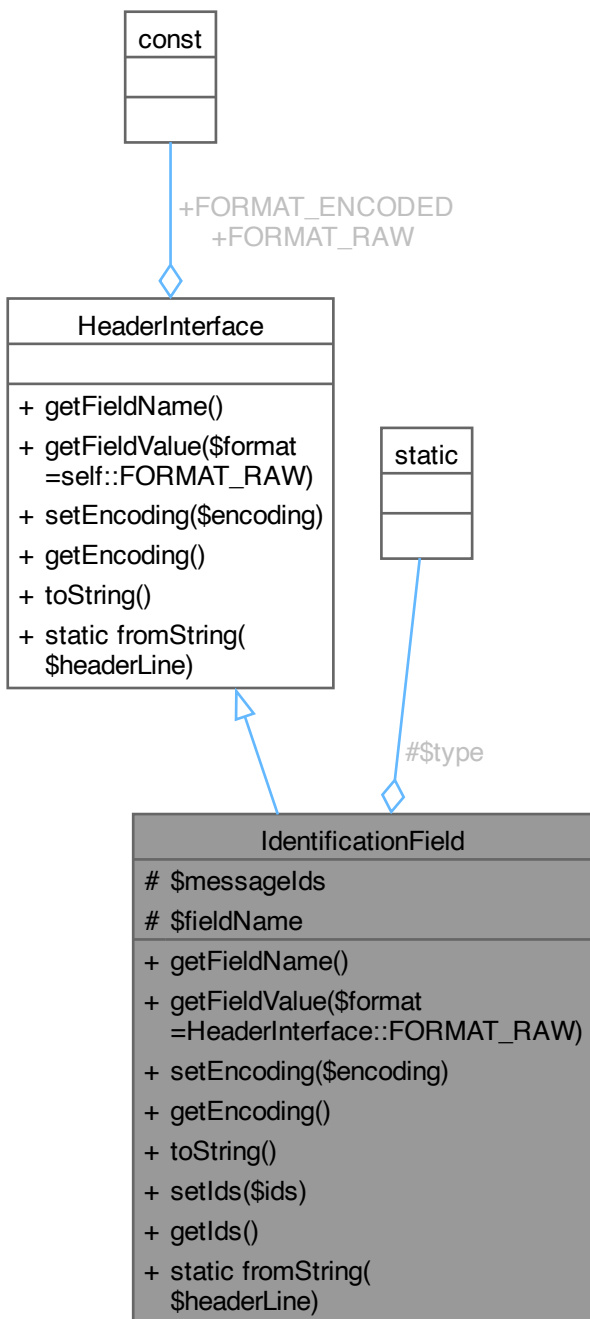 const
+FORMAT_ENCODED
+FORMAT_RAW
HeaderInterface
+ getFieldName()
+ getFieldValue($format
=self::FORMAT_RAW)
+ setEncoding($encoding)
+ getEncoding()
+ toString()
+ static fromString(
$headerLine)
static
#$type
IdentificationField
# $messageIds
# $fieldName
+ getFieldName()
+ getFieldValue($format
=HeaderInterface::FORMAT_RAW)
+ setEncoding($encoding)
+ getEncoding()
+ toString()
+ setIds($ids)
+ getIds()
+ static fromString(
$headerLine)